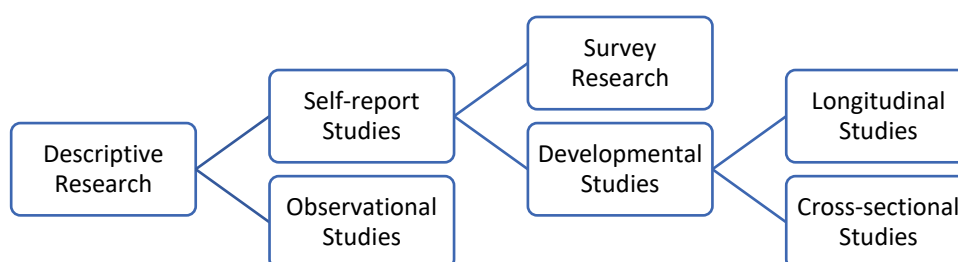 Descriptive
Research
Self-report
Studies
Observational
Studies
Survey
Research
Developmental
Studies
Longitudinal
Studies
Cross-sectional
Studies